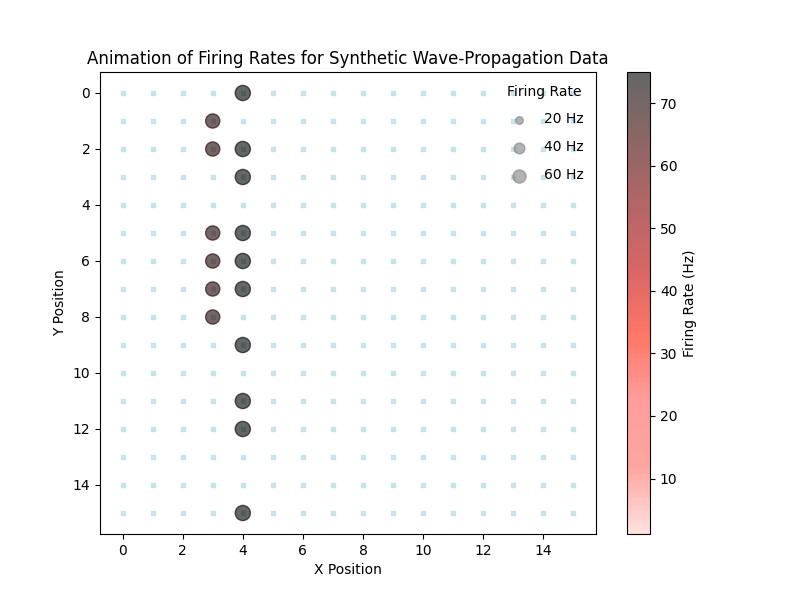 Animation of Firing Rates for Synthetic Wave-Propagation Data
Firing Rate
20 Hz
40 Hz
60 Hz
0
2
4
6
8
10
12
14
Y Position
0
2
4
6
8
10
12
14
X Position
70
60
50
40
30
20
10
Firing Rate (Hz)